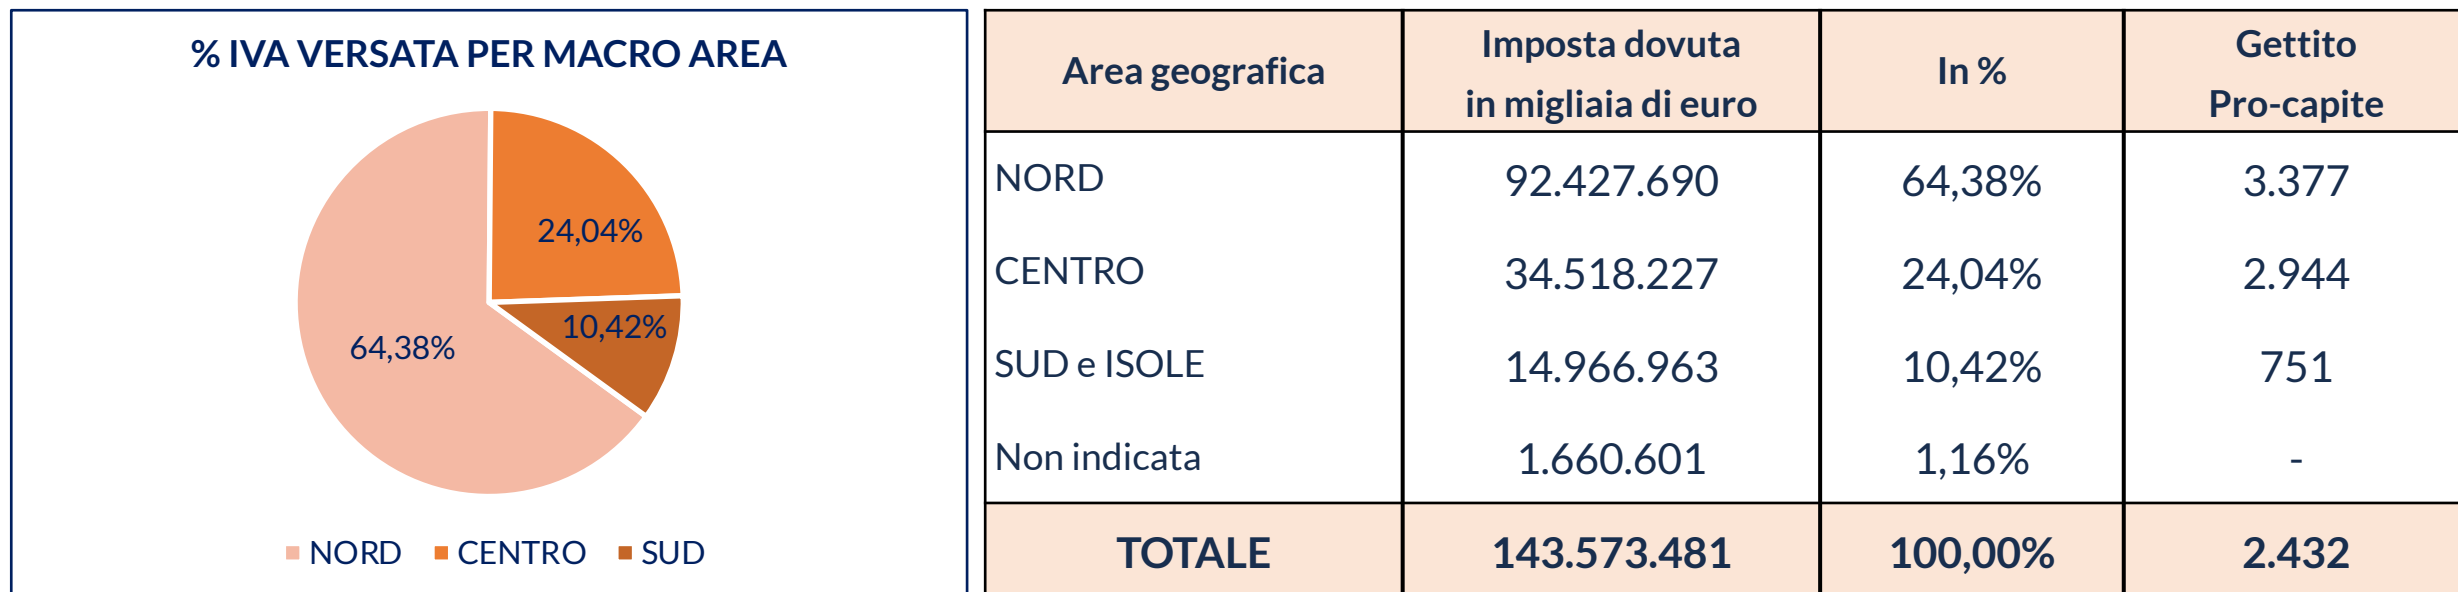 % IVA VERSATA PER MACRO AREA
24,04%
10,42%
64,38%
NORD CENTRO SUD
Area geografica
Imposta dovuta
in migliaia di euro
In %
Gettito
Pro-capite
NORD 92.427.690 64,38% 3.377
CENTRO 34.518.227 24,04% 2.944
SUD e ISOLE 14.966.963 10,42% 751
Non indicata 1.660.601 1,16% -
TOTALE 143.573.481 100,00% 2.432